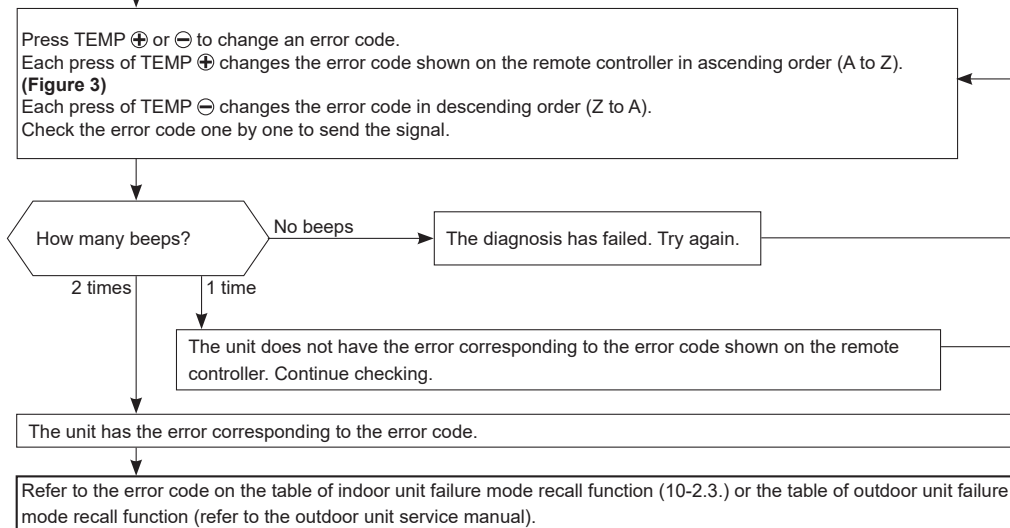 Press TEMP ⊕ or ⊖ to change an error code.
Each press of TEMP ⊕ changes the error code shown on the remote controller in ascending order (A to Z).
(Figure 3)
Each press of TEMP ⊖ changes the error code in descending order (Z to A).
Check the error code one by one to send the signal.
How many beeps?
No beeps
The diagnosis has failed. Try again.
2 times
1 time
The unit does not have the error corresponding to the error code shown on the remote
controller. Continue checking.
The unit has the error corresponding to the error code.
Refer to the error code on the table of indoor unit failure mode recall function (10-2.3.) or the table of outdoor unit failure
mode recall function (refer to the outdoor unit service manual).